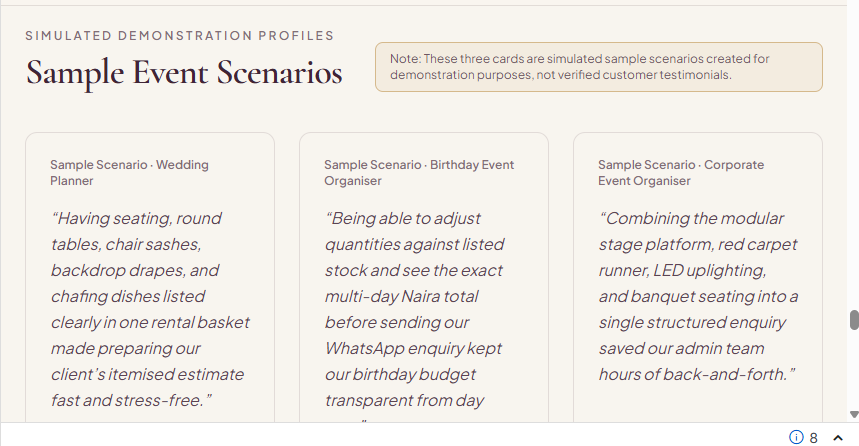 SIMULATED DEMONSTRATION PROFILES
Sample Event Scenarios
Note: These three cards are simulated sample scenarios created for
demonstration purposes, not verified customer testimonials.
Sample Scenario · Wedding
Planner
“Having seating, round
tables, chair sashes,
backdrop drapes, and
chafing dishes listed
clearly in one rental basket
made preparing our
client’s itemised estimate
fast and stress-free.”
Sample Scenario · Birthday Event
Organiser
“Being able to adjust
quantities against listed
stock and see the exact
multi-day Naira total
before sending our
WhatsApp enquiry kept
our birthday budget
transparent from day
Sample Scenario · Corporate
Event Organiser
“Combining the modular
stage platform, red carpet
runner, LED uplighting,
and banquet seating into a
single structured enquiry
saved our admin team
hours of back-and-forth.”
8